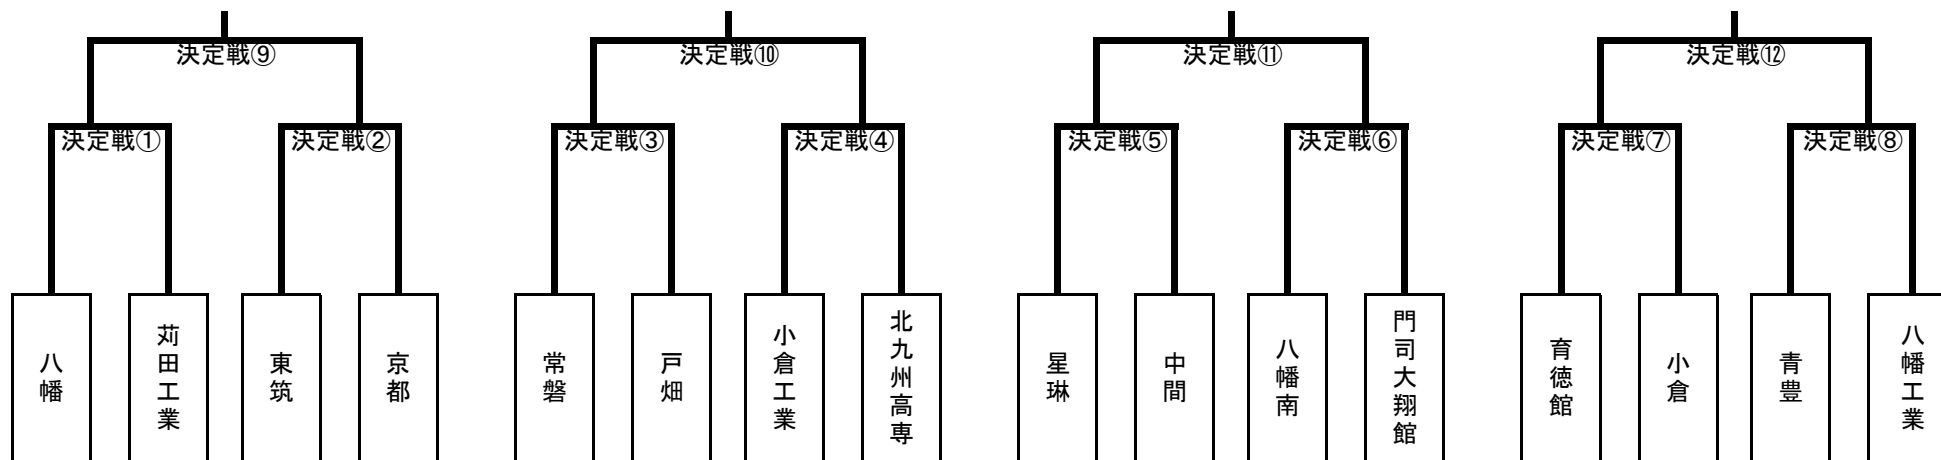 決定戦⑨
決定戦⑩
決定戦⑪
決定戦⑫
決定戦①
決定戦②
決定戦③
決定戦④
決定戦⑤
決定戦⑥
決定戦⑦
決定戦⑧
八幡
苅田工業
東筑
京都
常磐
戸畑
小倉工業
北九州高専
星琳
中間
八幡南
門司大翔館
育徳館
小倉
青豊
八幡工業